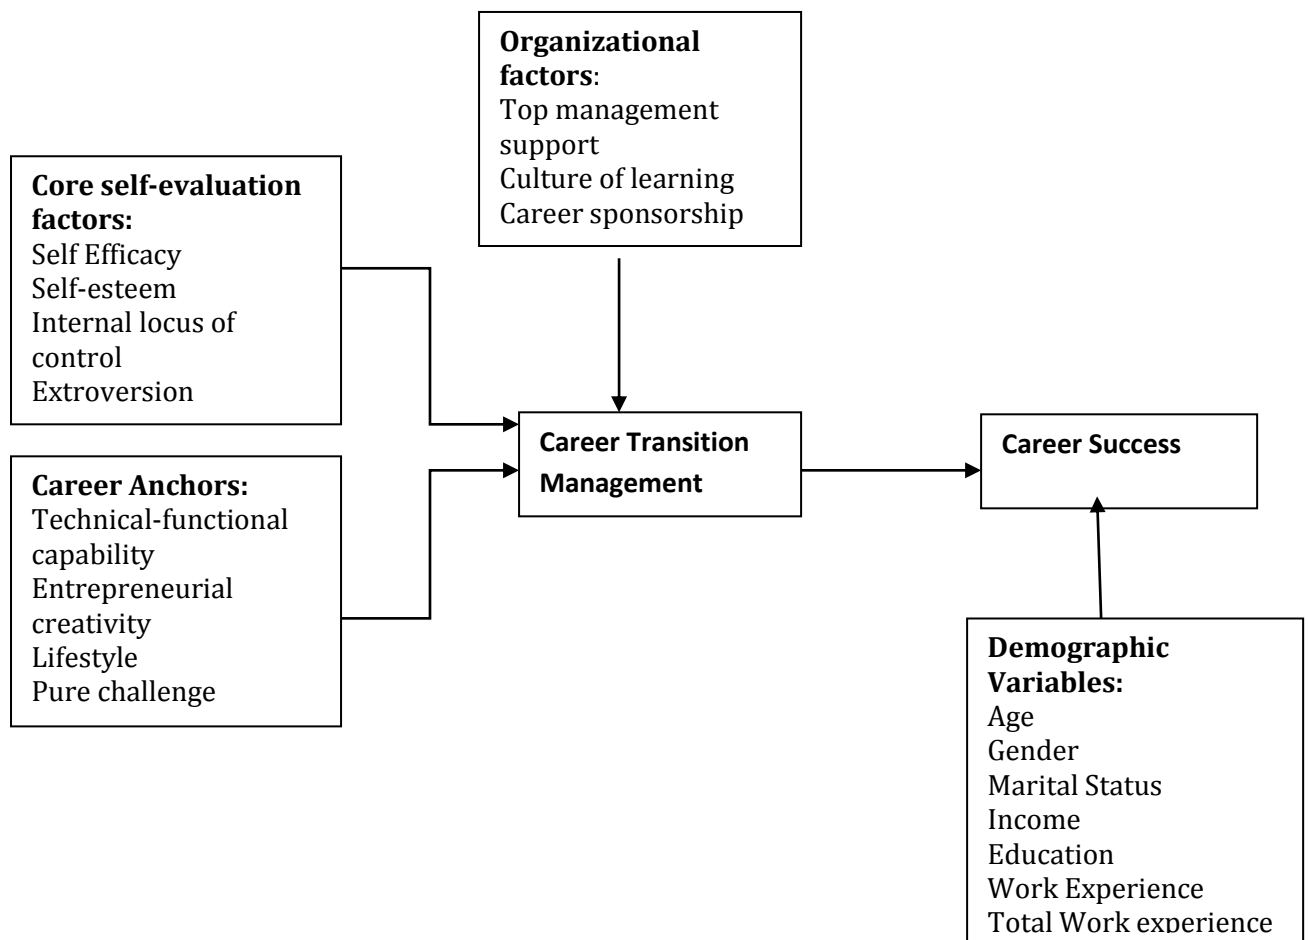 Organizational
factors:
Top management
support
Culture of learning
Career sponsorship
Core self-evaluation
factors:
Self Efficacy
Self-esteem
Internal locus of
control
Extroversion
Career Transition
Management
Career Success
Career Anchors:
Technical-functional
capability
Entrepreneurial
creativity
Lifestyle
Pure challenge
Demographic
Variables:
Age
Gender
Marital Status
Income
Education
Work Experience
Total Work experience